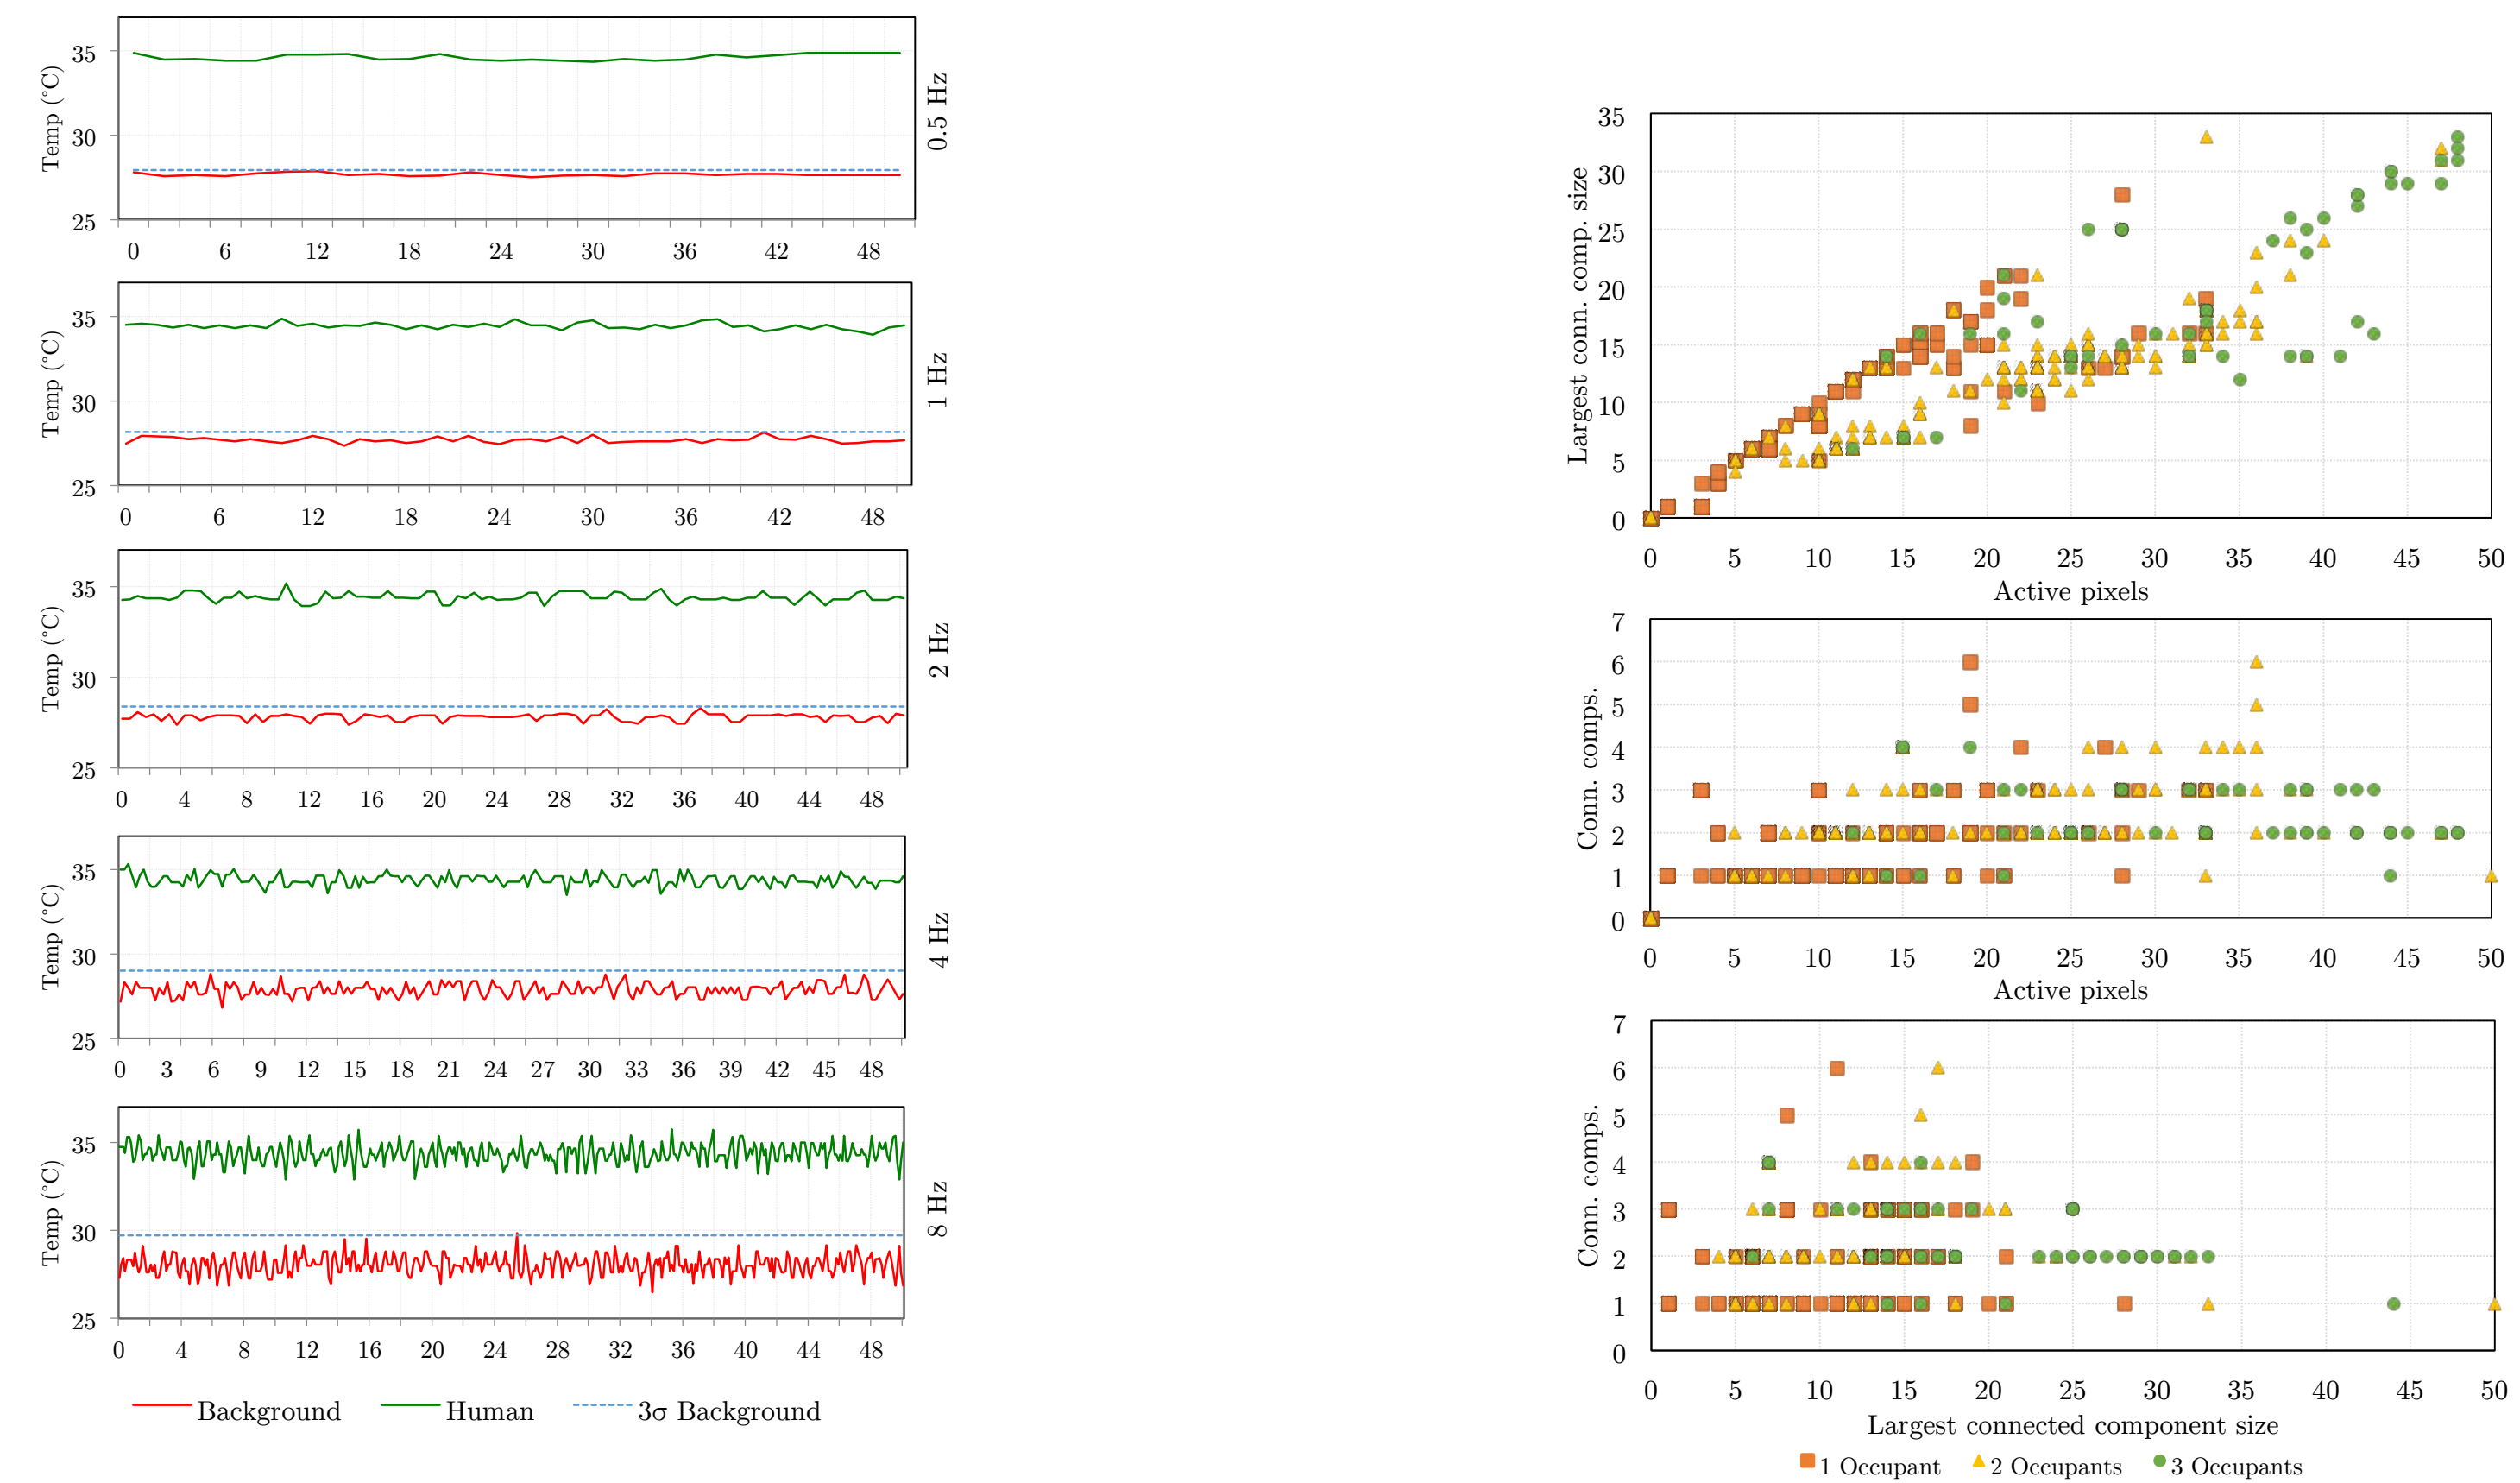 Temp (°C)
35
30
25
0 6 12 18 24 30 36 42 48
0.5 Hz
Temp (°C)
35
30
25
0 6 12 18 24 30 36 42 48
1 Hz
Temp (°C)
35
30
25
0 4 8 12 16 20 24 28 32 36 40 44 48
2 Hz
Temp (°C)
35
30
25
0 3 6 9 12 15 18 21 24 27 30 33 36 39 42 45 48
4 Hz
Temp (°C)
35
30
25
0 4 8 12 16 20 24 28 32 36 40 44 48
8 Hz
Background Human 3σ Background
Largest conn. comp. size
35
30
25
20
15
10
5
0
0 5 10 15 20 25 30 35 40 45 50
Active pixels
Conn. comps.
7
6
5
4
3
2
1
0
0 5 10 15 20 25 30 35 40 45 50
Active pixels
Conn. comps.
7
6
5
4
3
2
1
0
0 5 10 15 20 25 30 35 40 45 50
Largest connected component size
1 Occupant 2 Occupants 3 Occupants